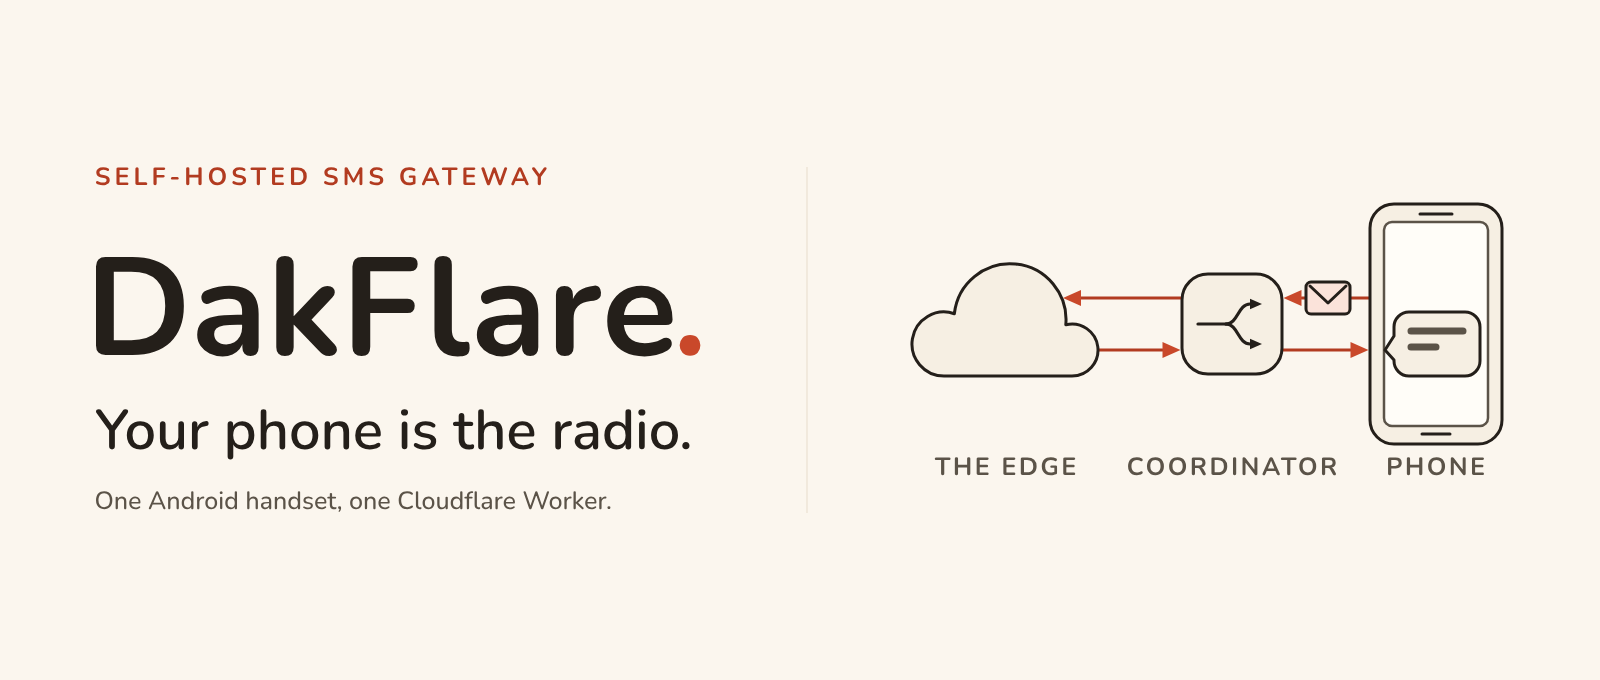 SELF-HOSTED SMS GATEWAY
DakFlare.
Your phone is the radio.
One Android handset, one Cloudflare Worker.
THE EDGE
COORDINATOR
PHONE